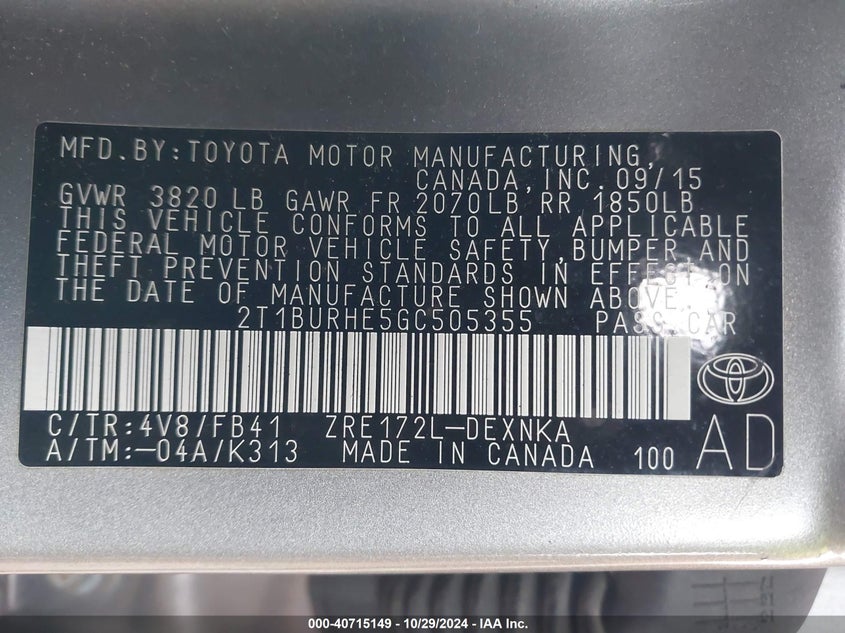 MFD.BY:TOYOTA MOTOR MANUFACTURING,
CANADA,INC. 09/15
GVWR 3820 LB GAWR FR 2070LB RR 1850LB
THIS VEHICLE CONFORMS TO ALL APPLICABLE
FEDERAL MOTOR VEHICLE SAFETY,BUMPER,AND
THEFT PREVENTION STANDARDS IN EFFECT ON
THE DATE OF MANUFACTURE SHOWN ABOVE.
2T1BURHE5GC505355 PASS.CAR
C/TR:4V8/FB41 ZRE172L-DEXNKA
A/TM:-04A/K313 MADE IN CANADA 100 AD
000-40715149 - 10/29/2024 - IAA Inc.